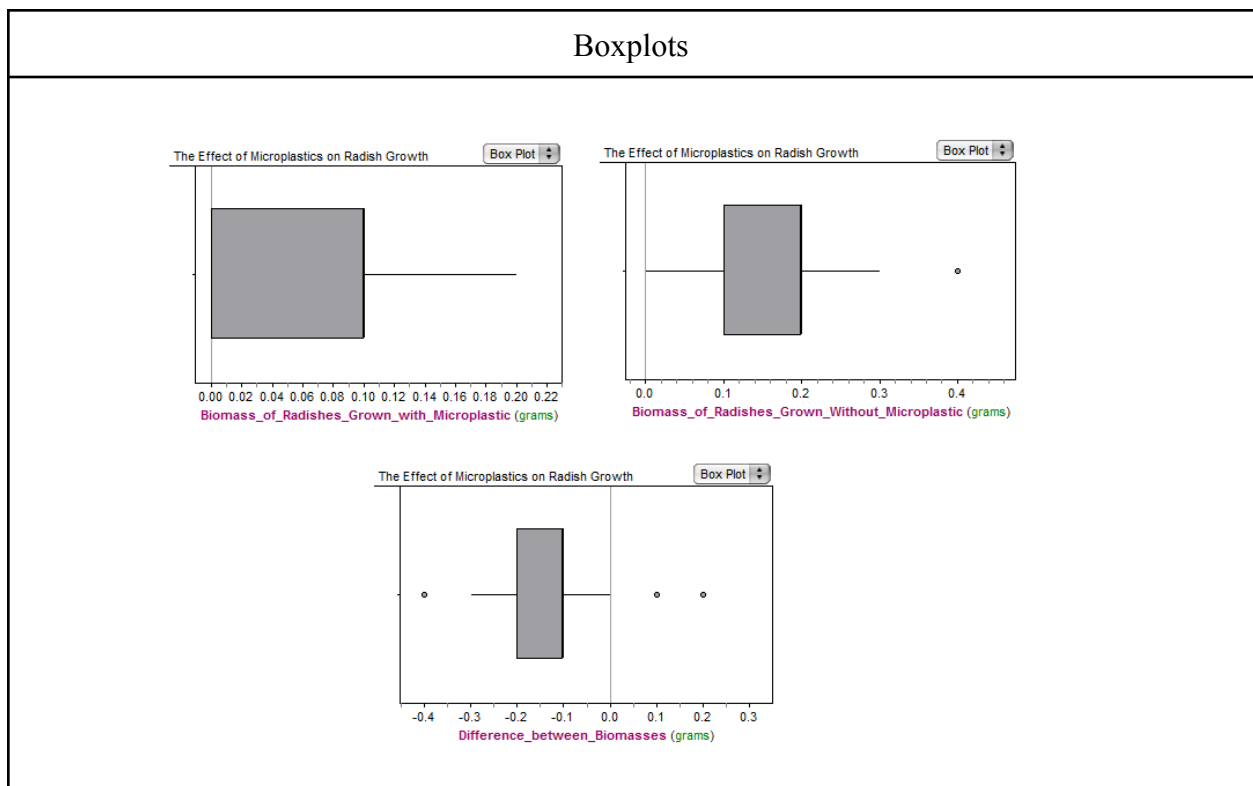 Boxplots
The Effect of Microplastics on Radish Growth
Box Plot
0.00 0.02 0.04 0.06 0.08 0.10 0.12 0.14 0.16 0.18 0.20 0.22
Biomass_of_Radishes_Grown_with_Microplastic (grams)
The Effect of Microplastics on Radish Growth
Box Plot
0.0 0.1 0.2 0.3 0.4
Biomass_of_Radishes_Grown_Without_Microplastic (grams)
The Effect of Microplastics on Radish Growth
Box Plot
-0.4 -0.3 -0.2 -0.1 0.0 0.1 0.2 0.3
Difference_between_Biomasses (grams)